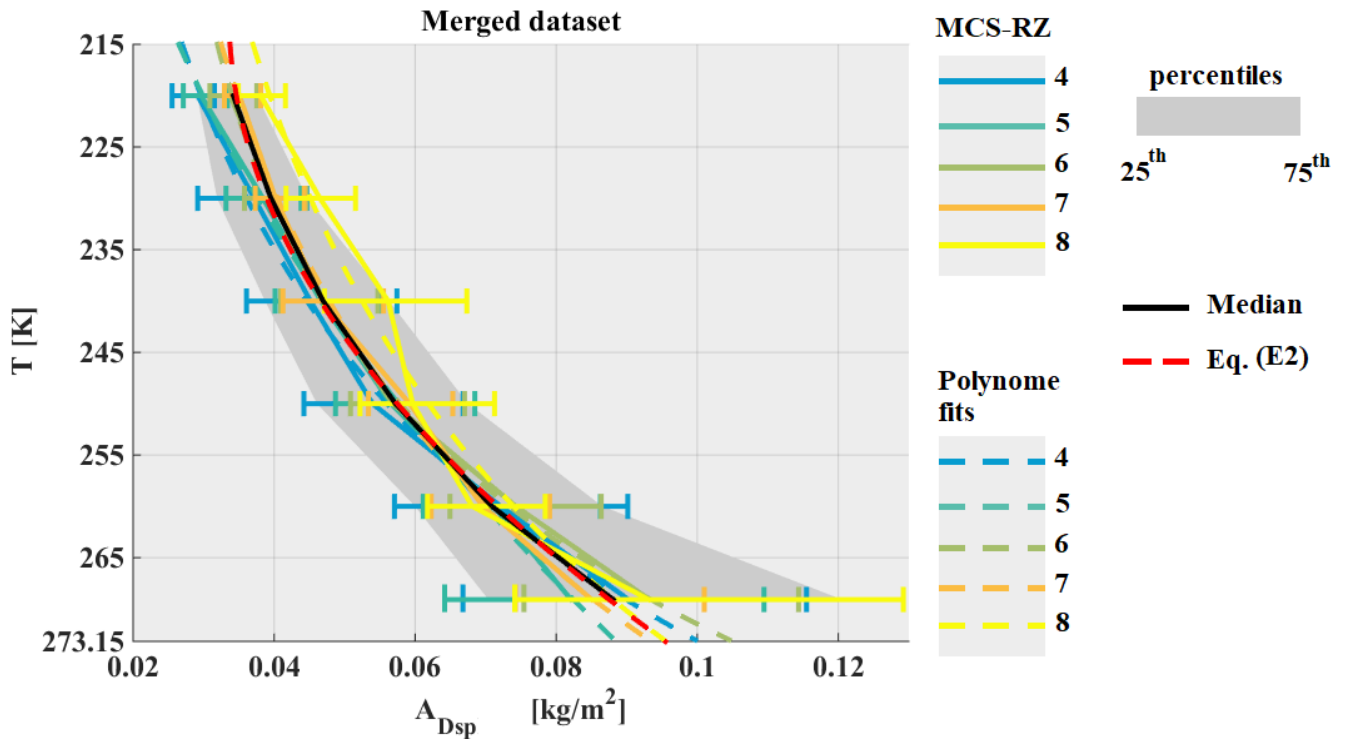 Merged dataset
215
225
235
245
255
265
273.15
T [K]
0.02
0.04
0.06
0.08
0.1
0.12
A_Dsp [kg/m²]
MCS-RZ
4
5
6
7
8
percentiles
25th
75th
Median
Eq. (E2)
Polynome
fits
4
5
6
7
8